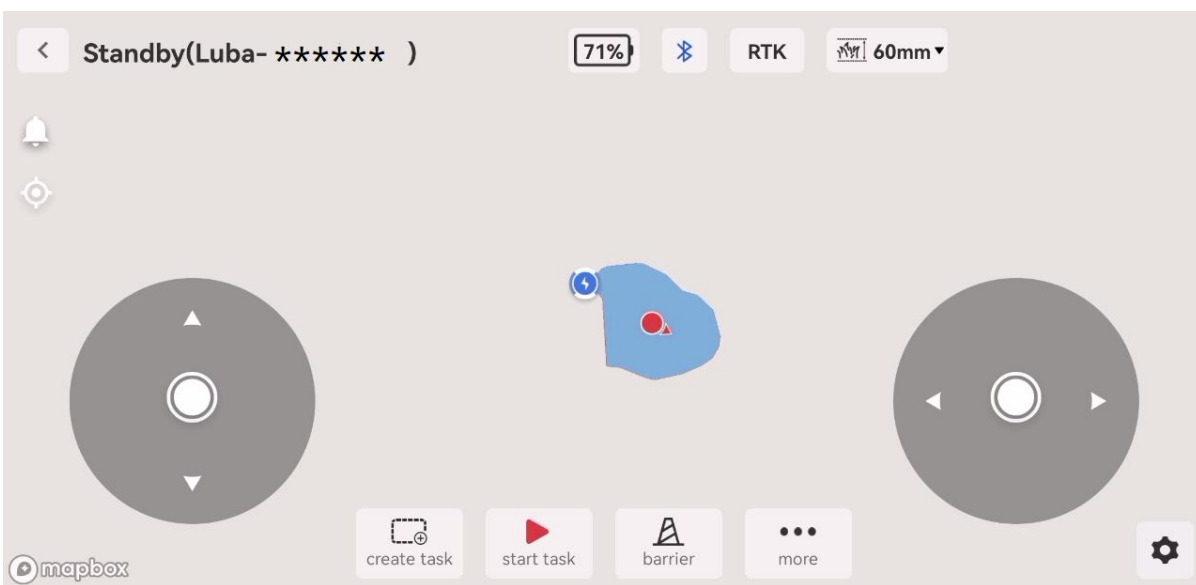 Standby(Luba- ****** )
71%
RTK
60mm
create task
start task
barrier
more
mapbox